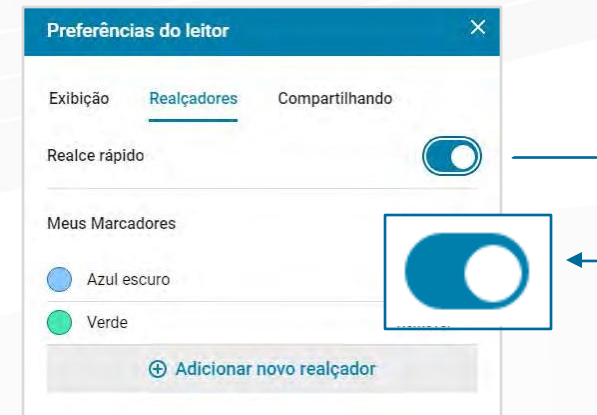 Preferências do leitor
Exibição Realçadores Compartilhando
Realce rápido
Meus Marcadores
Azul escuro
Verde
Adicionar novo realçador